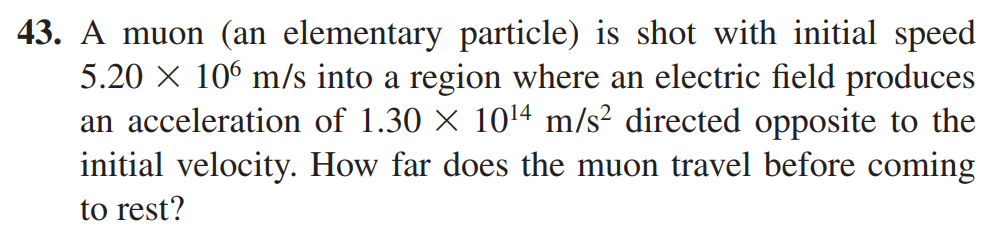 43. A muon (an elementary particle) is shot with initial speed
5.20 × 10⁶ m/s into a region where an electric field produces
an acceleration of 1.30 × 10¹⁴ m/s² directed opposite to the
initial velocity. How far does the muon travel before coming
to rest?